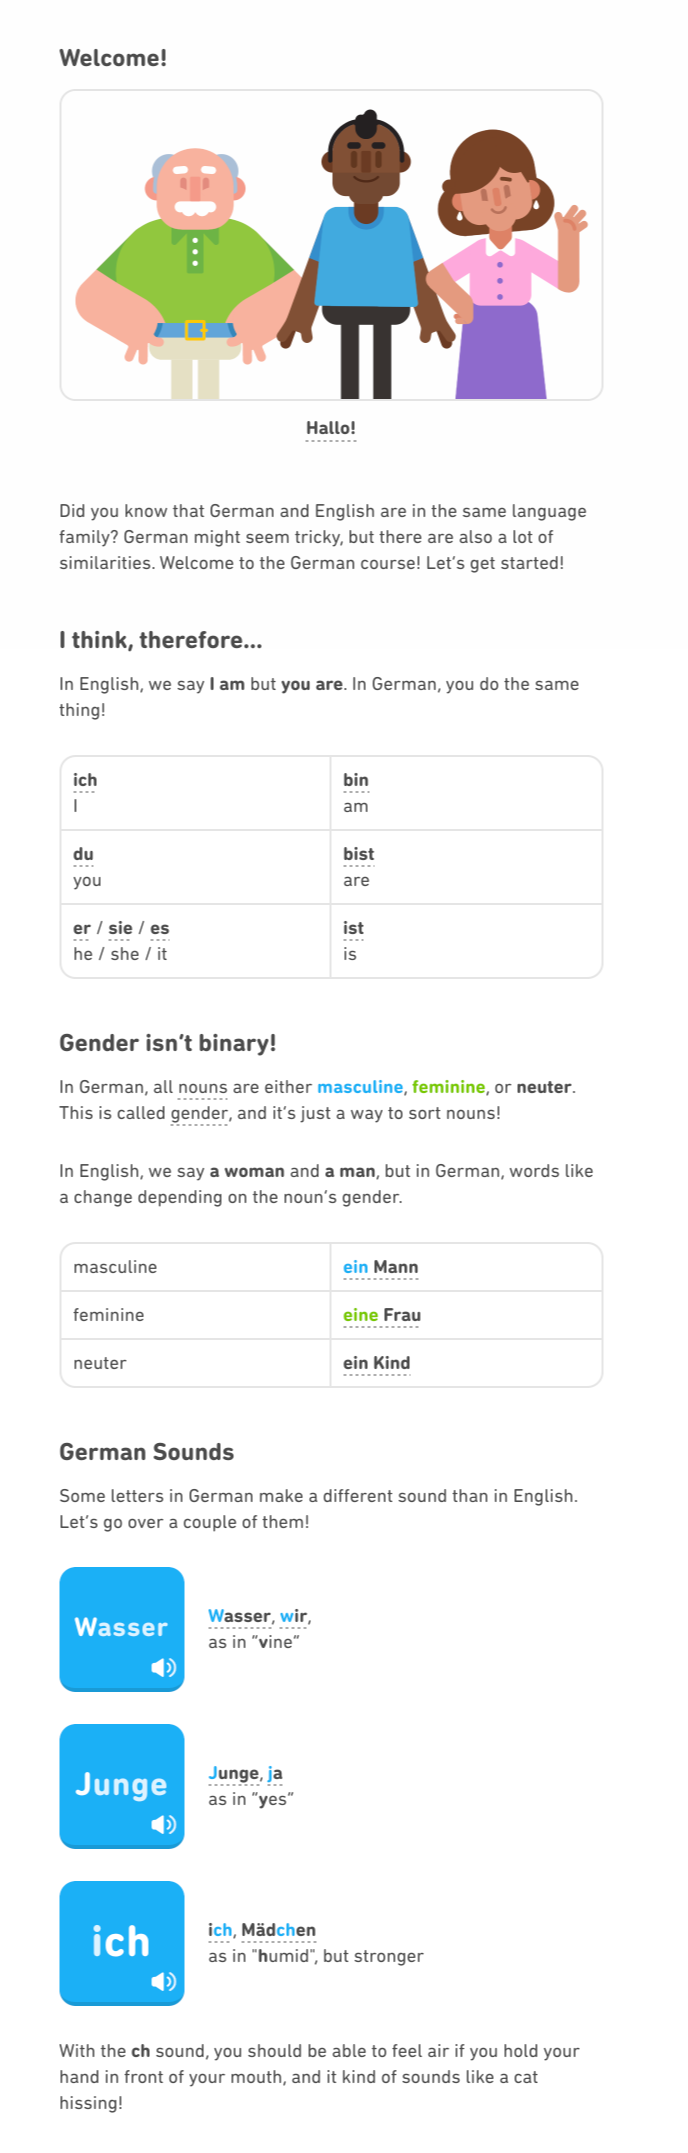 Welcome!
Hallo!
Did you know that German and English are in the same language
family? German might seem tricky, but there are also a lot of
similarities. Welcome to the German course! Let's get started!
I think, therefore...
In English, we say I am but you are. In German, you do the same
thing!
ich bin
I am
du bist
you are
er / sie / es ist
he / she / it is
Gender isn't binary!
In German, all nouns are either masculine, feminine, or neuter.
This is called gender, and it's just a way to sort nouns!
In English, we say a woman and a man, but in German, words like
a change depending on the noun's gender.
masculine ein Mann
feminine eine Frau
neuter ein Kind
German Sounds
Some letters in German make a different sound than in English.
Let's go over a couple of them!
Wasser
Wasser, wir,
as in "vine"
Junge
Junge, ja
as in "yes"
ich
ich, Mädchen
as in "humid", but stronger
With the ch sound, you should be able to feel air if you hold your
hand in front of your mouth, and it kind of sounds like a cat
hissing!